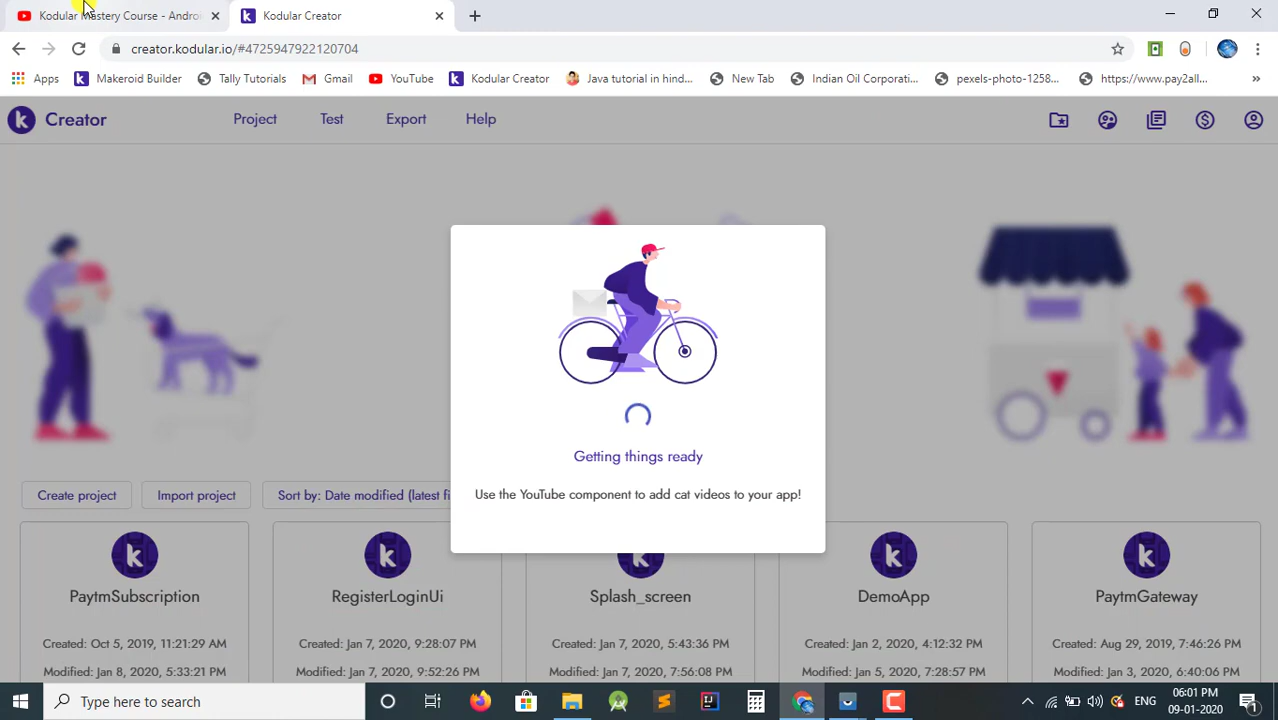 Kodular Mastery Course - Andro
Kodular Creator
creator.kodular.io/#4725947922120704
Apps
Makeroid Builder
Tally Tutorials
Gmail
YouTube
Kodular Creator
Java tutorial in hind...
New Tab
Indian Oil Corporati...
pexels-photo-1258...
https://www.pay2all...
»
Creator
Project
Test
Export
Help
Getting things ready
Use the YouTube component to add cat videos to your app!
Create project
Import project
Sort by: Date modified (latest fi
PaytmSubscription
RegisterLoginUi
Splash_screen
DemoApp
PaytmGateway
Created: Oct 5, 2019, 11:21:29 AM
Created: Jan 7, 2020, 9:28:07 PM
Created: Jan 7, 2020, 5:43:36 PM
Created: Jan 2, 2020, 4:12:32 PM
Created: Aug 29, 2019, 7:46:26 PM
Modified: Jan 8, 2020, 5:33:21 PM
Modified: Jan 7, 2020, 9:52:26 PM
Modified: Jan 7, 2020, 7:56:08 PM
Modified: Jan 5, 2020, 7:28:57 PM
Modified: Jan 3, 2020, 6:40:06 PM
Type here to search
ENG
06:01 PM
09-01-2020
1